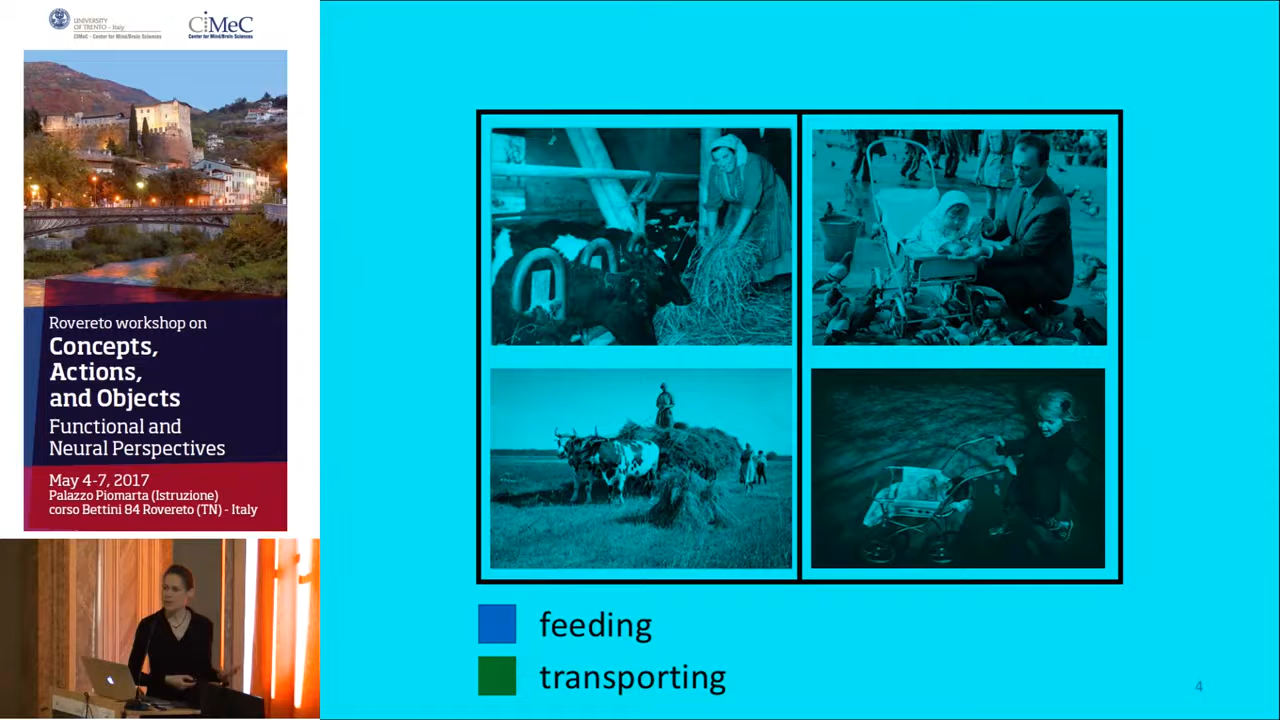 UNIVERSITY
OF TRENTO - Italy
CIMeC - Center for Mind/Brain Sciences
CiMeC
Center for Mind/Brain Sciences
Rovereto workshop on
Concepts,
Actions,
and Objects
Functional and
Neural Perspectives
May 4-7, 2017
Palazzo Piomarta (Istruzione)
corso Bettini 84 Rovereto (TN) - Italy
feeding
transporting
4